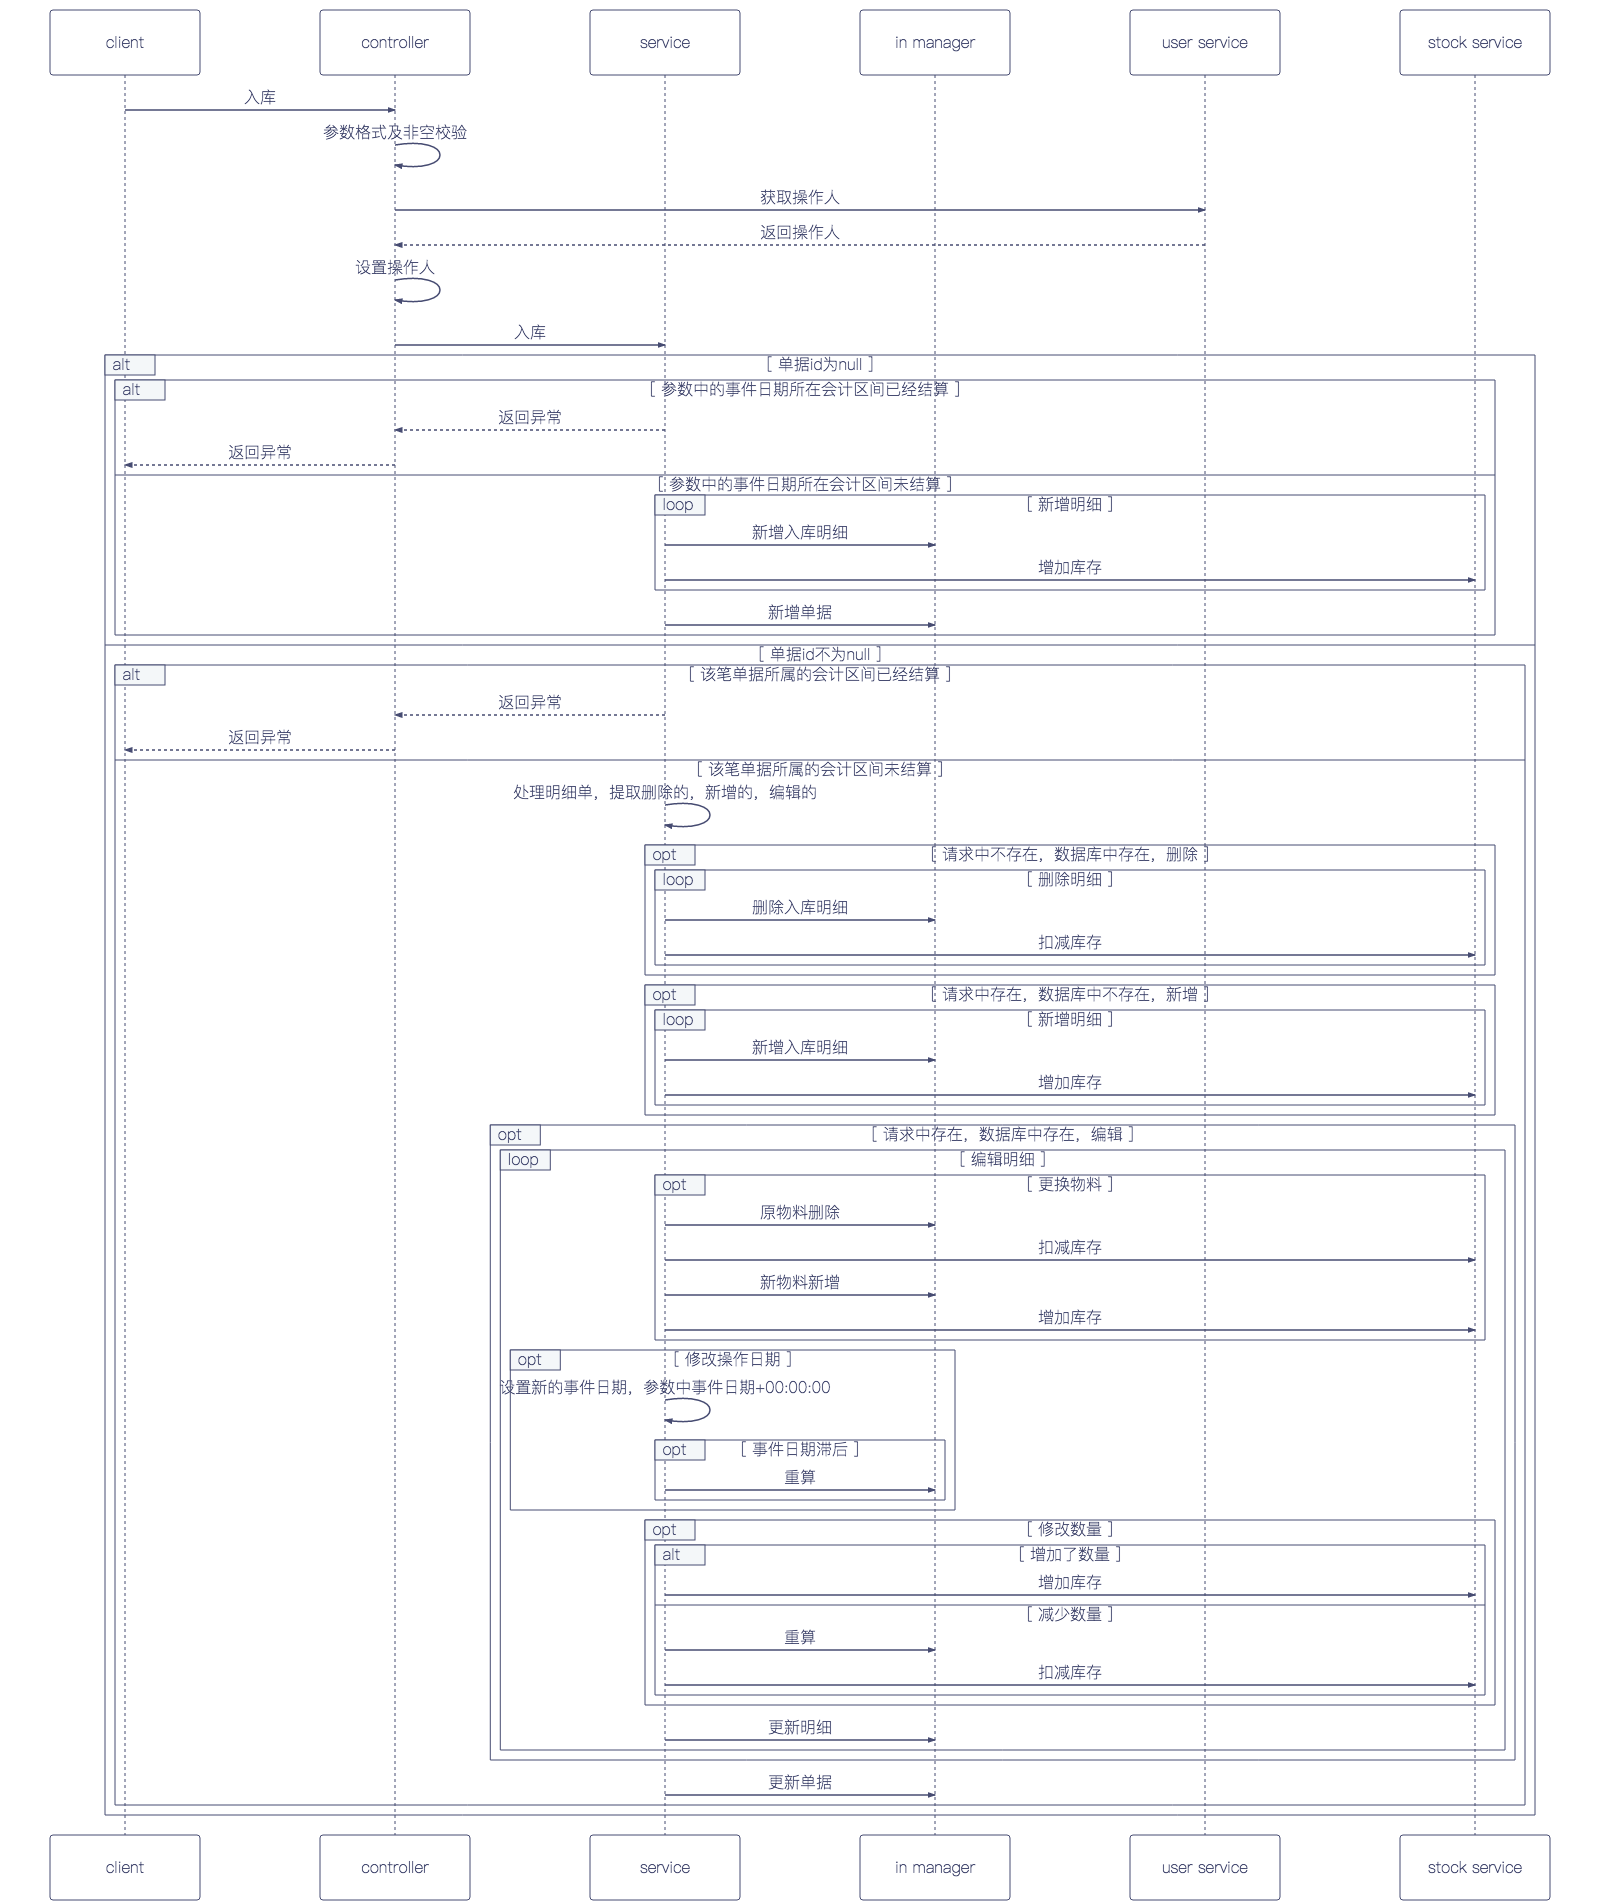 client
controller
service
in manager
user service
stock service
入库
参数格式及非空校验
获取操作人
返回操作人
设置操作人
入库
alt
[ 单据id为null ]
alt
[ 参数中的事件日期所在会计区间已经结算 ]
返回异常
返回异常
[ 参数中的事件日期所在会计区间未结算 ]
loop
[ 新增明细 ]
新增入库明细
增加库存
新增单据
[ 单据id不为null ]
alt
[ 该笔单据所属的会计区间已经结算 ]
返回异常
返回异常
[ 该笔单据所属的会计区间未结算 ]
处理明细单，提取删除的，新增的，编辑的
opt
[ 请求中不存在，数据库中存在，删除 ]
loop
[ 删除明细 ]
删除入库明细
扣减库存
opt
[ 请求中存在，数据库中不存在，新增 ]
loop
[ 新增明细 ]
新增入库明细
增加库存
opt
[ 请求中存在，数据库中存在，编辑 ]
loop
[ 编辑明细 ]
opt
[ 更换物料 ]
原物料删除
扣减库存
新物料新增
增加库存
opt
[ 修改操作日期 ]
设置新的事件日期，参数中事件日期+00:00:00
opt
[ 事件日期滞后 ]
重算
opt
[ 修改数量 ]
alt
[ 增加了数量 ]
增加库存
[ 减少数量 ]
重算
扣减库存
更新明细
更新单据
client
controller
service
in manager
user service
stock service